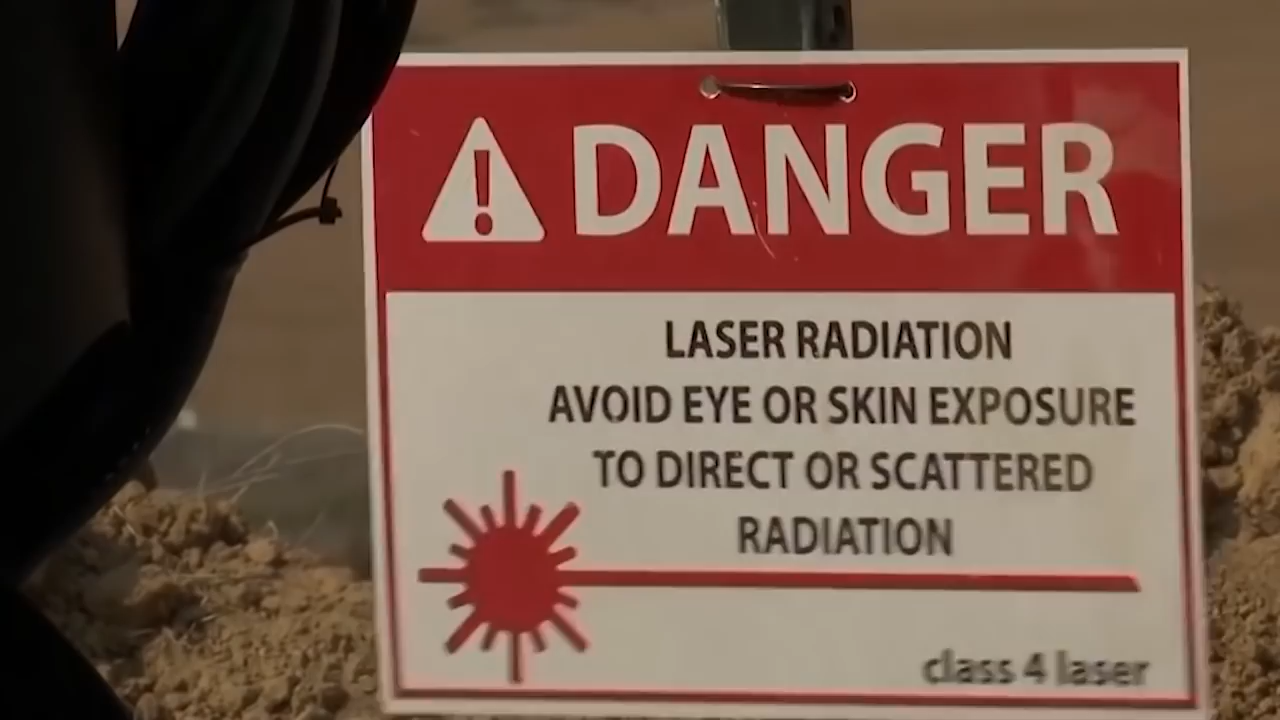 DANGER
LASER RADIATION
AVOID EYE OR SKIN EXPOSURE
TO DIRECT OR SCATTERED
RADIATION
class 4 laser